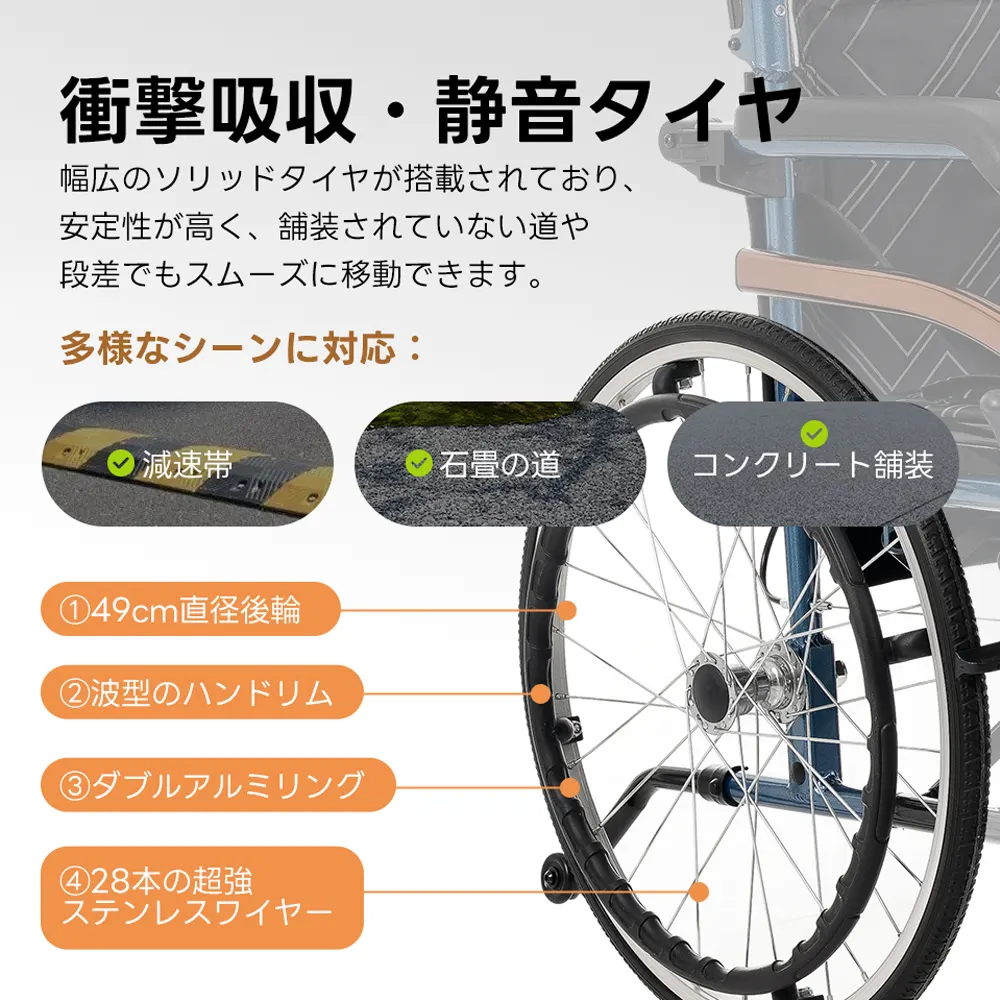 衝撃吸収・静音タイヤ
幅広のソリッドタイヤが搭載されており、
安定性が高く、舗装されていない道や
段差でもスムーズに移動できます。
多様なシーンに対応：
減速帯
石畳の道
コンクリート舗装
①49cm直径後輪
②波型のハンドリム
③ダブルアルミリング
④28本の超強
ステンレスワイヤー